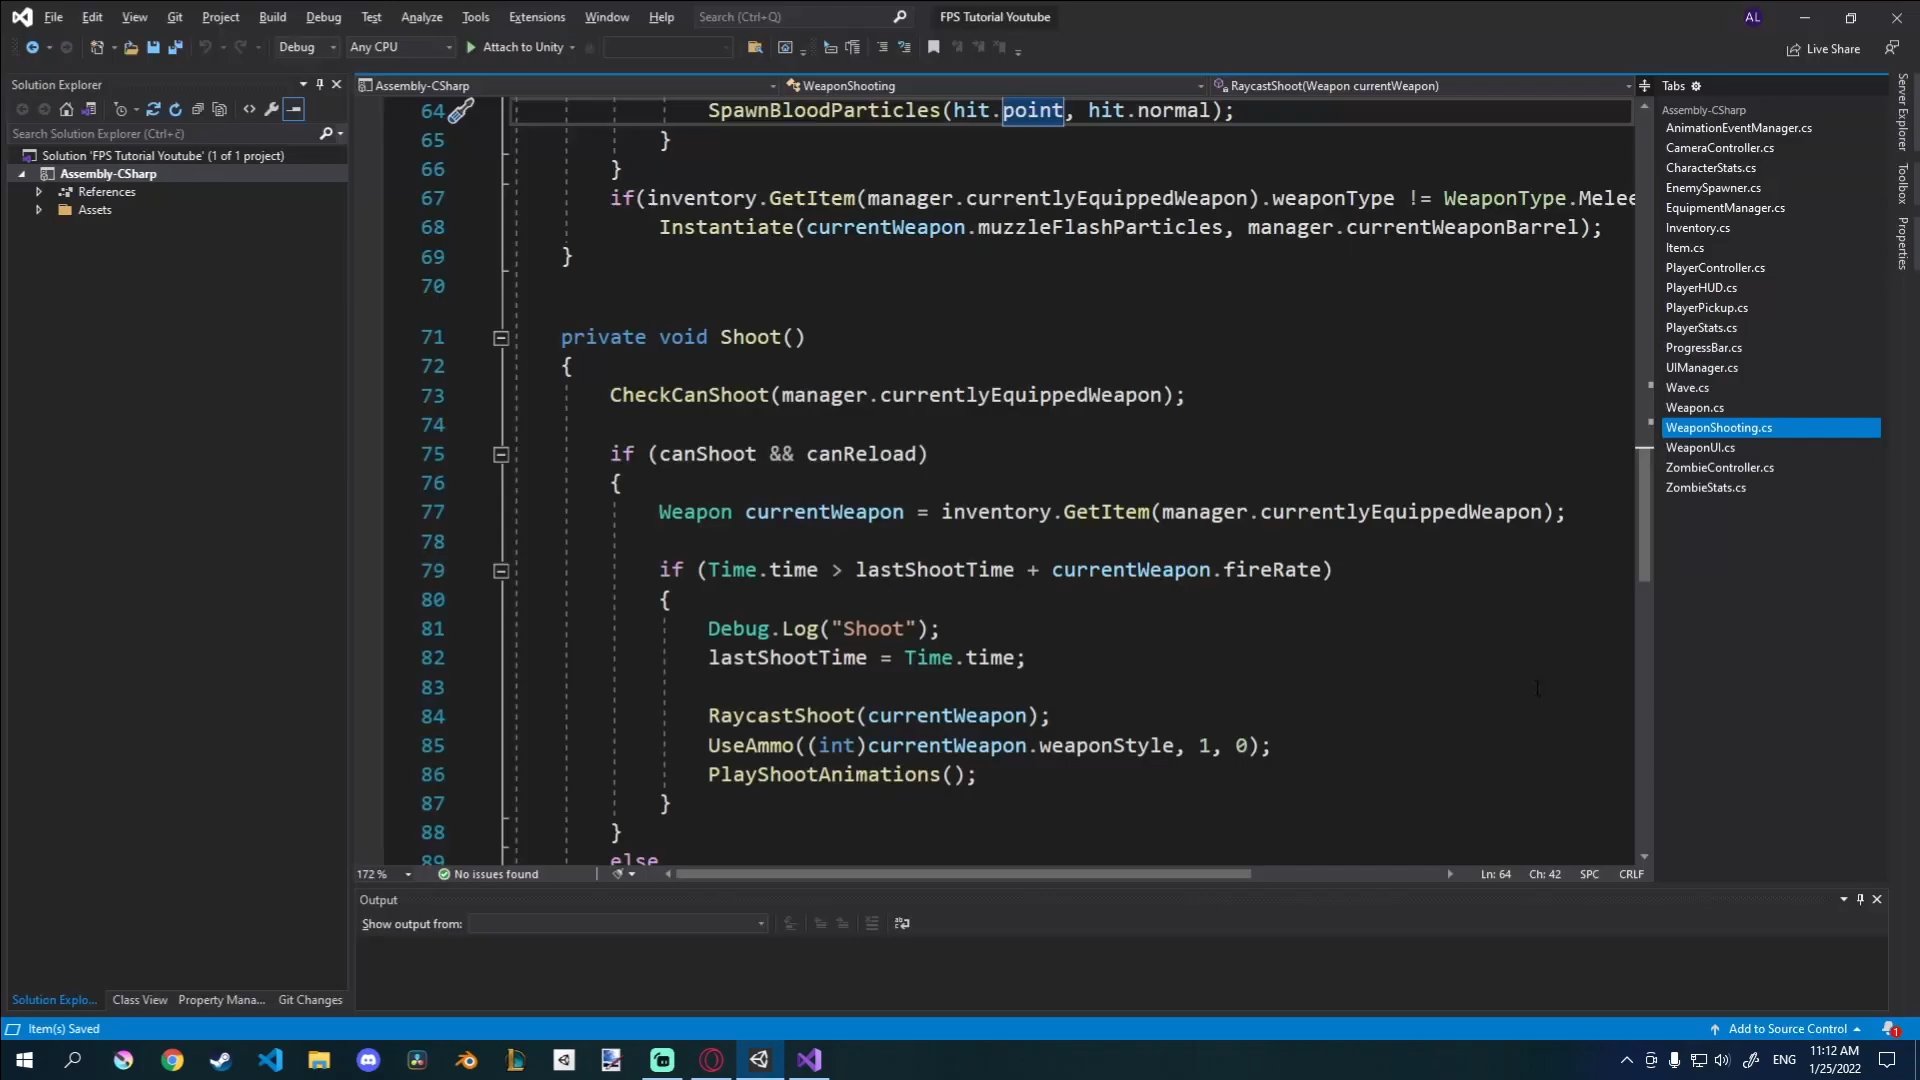 File Edit View Git Project Build Debug Test Analyze Tools Extensions Window Help Search (Ctrl+Q) FPS Tutorial Youtube AL
Debug Any CPU Attach to Unity Live Share
Solution Explorer
Search Solution Explorer (Ctrl+č)
Solution 'FPS Tutorial Youtube' (1 of 1 project)
Assembly-CSharp
References
Assets
Assembly-CSharp WeaponShooting RaycastShoot(Weapon currentWeapon)
64 SpawnBloodParticles(hit.point, hit.normal);
65 }
66 }
67 if(inventory.GetItem(manager.currentlyEquippedWeapon).weaponType != WeaponType.Melee
68 Instantiate(currentWeapon.muzzleFlashParticles, manager.currentWeaponBarrel);
69 }
70
71 private void Shoot()
72 {
73 CheckCanShoot(manager.currentlyEquippedWeapon);
74
75 if (canShoot && canReload)
76 {
77 Weapon currentWeapon = inventory.GetItem(manager.currentlyEquippedWeapon);
78
79 if (Time.time > lastShootTime + currentWeapon.fireRate)
80 {
81 Debug.Log("Shoot");
82 lastShootTime = Time.time;
83
84 RaycastShoot(currentWeapon);
85 UseAmmo((int)currentWeapon.weaponStyle, 1, 0);
86 PlayShootAnimations();
87 }
88 }
89 else
172 % No issues found Ln: 64 Ch: 42 SPC CRLF
Tabs
Assembly-CSharp
AnimationEventManager.cs
CameraController.cs
CharacterStats.cs
EnemySpawner.cs
EquipmentManager.cs
Inventory.cs
Item.cs
PlayerController.cs
PlayerHUD.cs
PlayerPickup.cs
PlayerStats.cs
ProgressBar.cs
UIManager.cs
Wave.cs
Weapon.cs
WeaponShooting.cs
WeaponUI.cs
ZombieController.cs
ZombieStats.cs
Server Explorer
Toolbox
Properties
Output
Show output from:
Solution Explo... Class View Property Mana... Git Changes
Item(s) Saved Add to Source Control 1
ENG 11:12 AM
1/25/2022